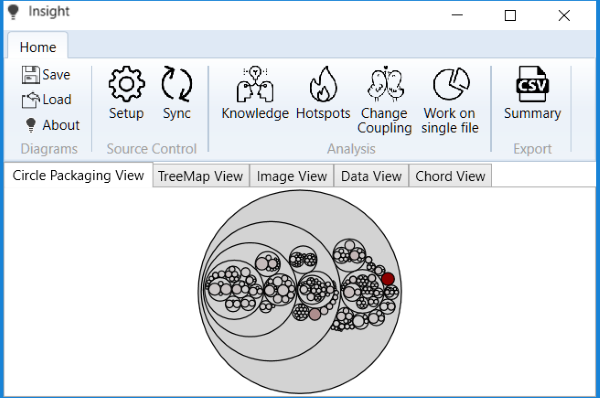 Insight
Home
Save
Load
About
Setup
Sync
Knowledge
Hotspots
Change
Coupling
Work on
single file
CSV
Summary
Diagrams
Source Control
Analysis
Export
Circle Packaging View
TreeMap View
Image View
Data View
Chord View